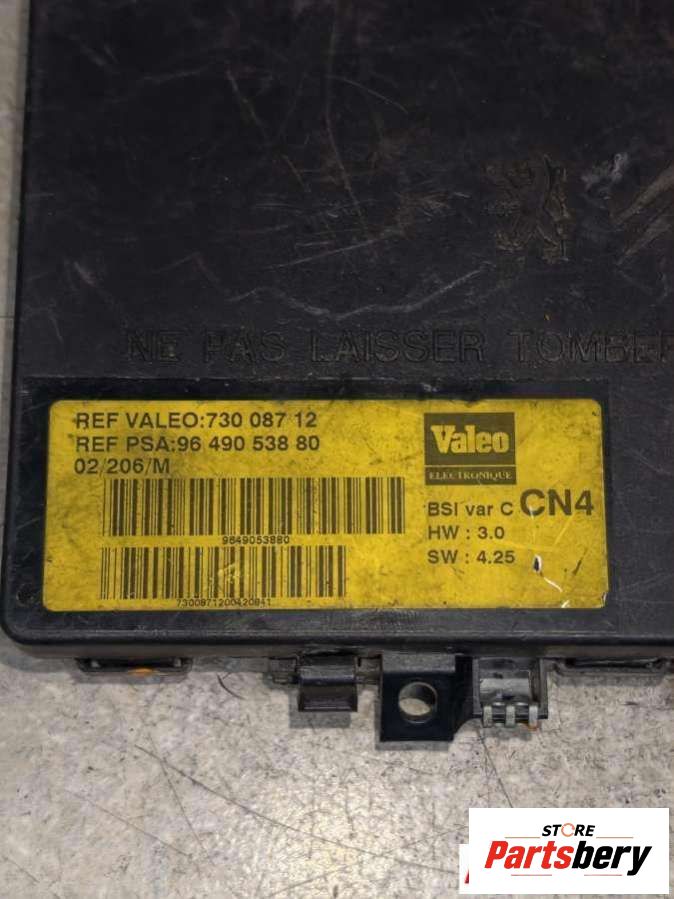 NE PAS LAISSER TOMBER
REF VALEO:730 087 12
REF PSA:96 490 538 80
02/206/M
9649053880
7300871200420841
Valeo
ELECTRONIQUE
BSI var C CN4
HW : 3.0
SW : 4.25
STORE
Partsbery